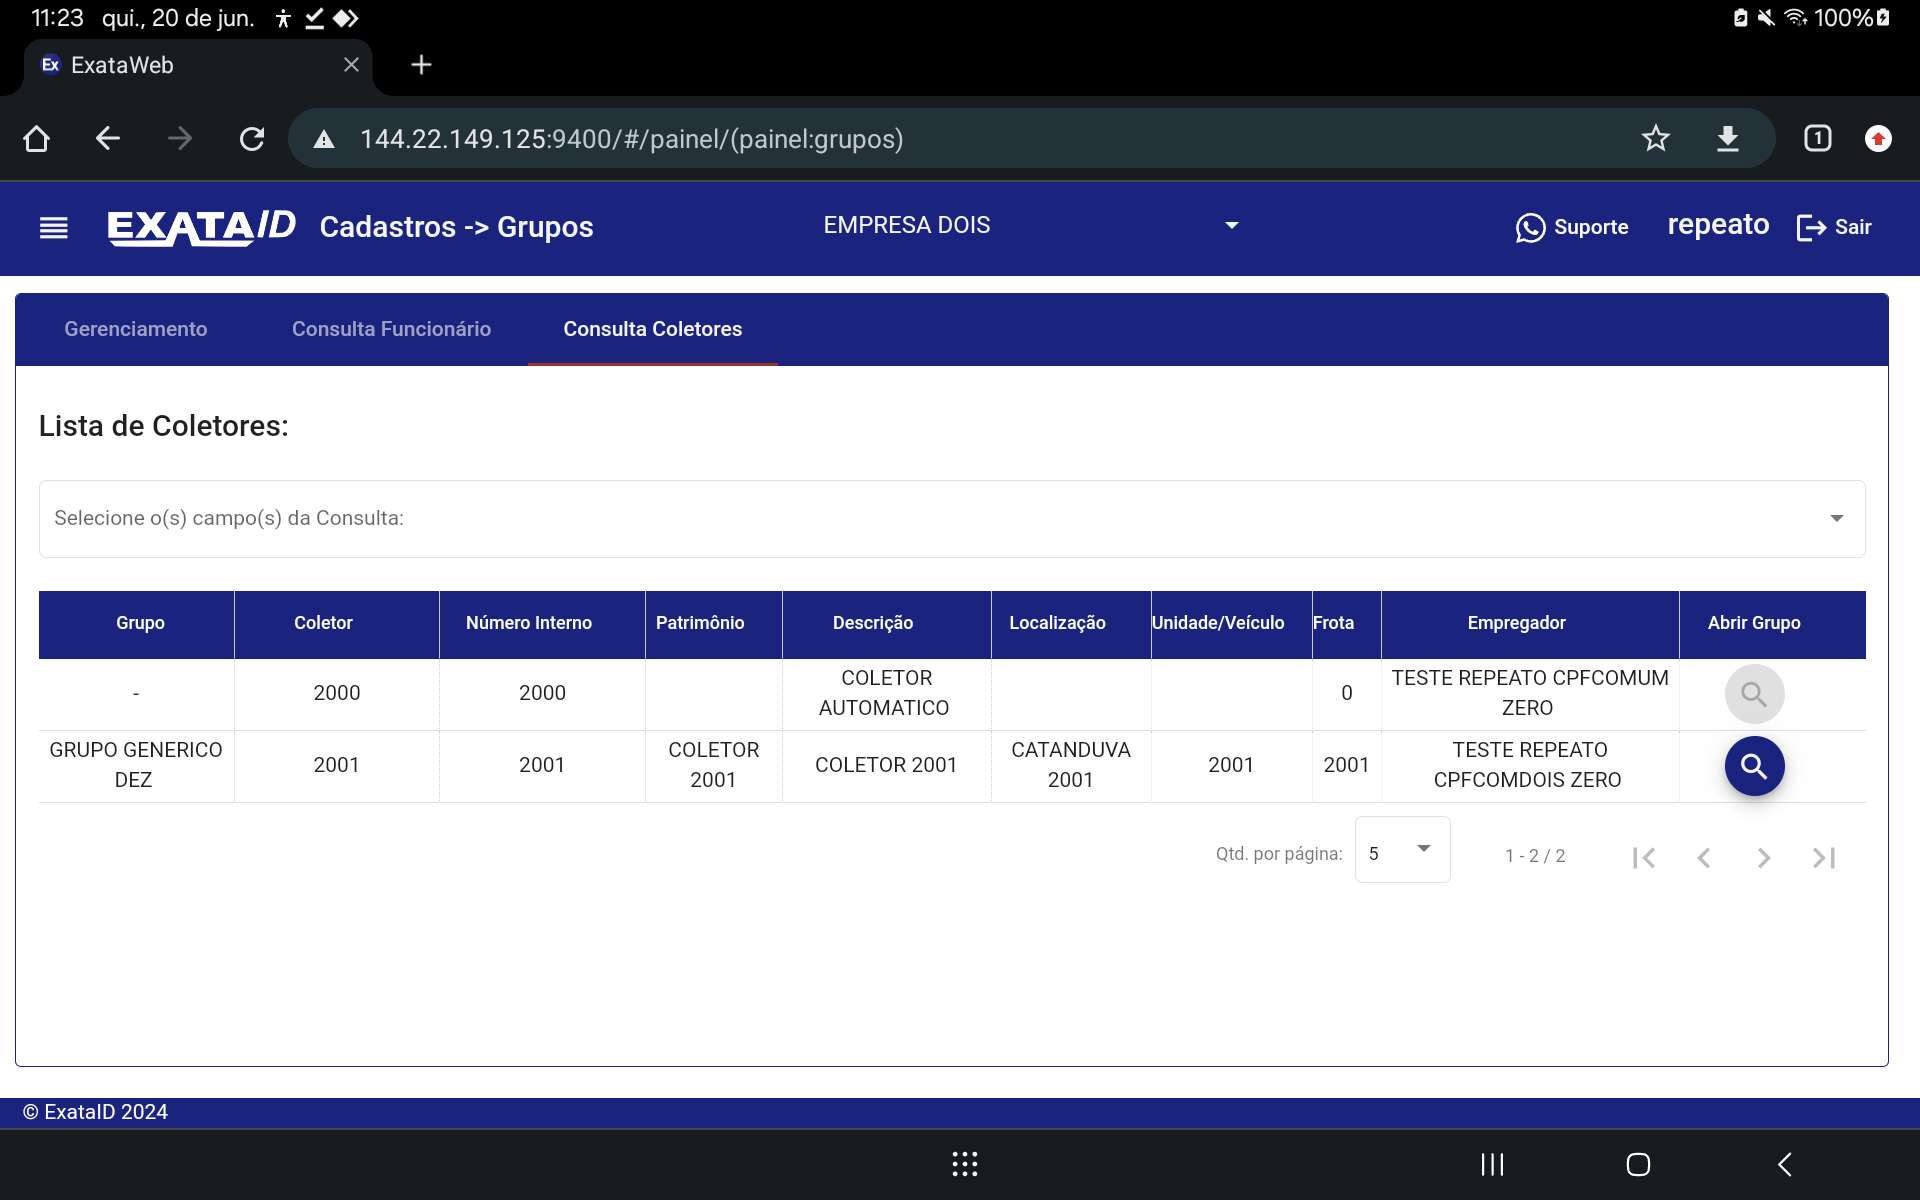 11:23 qui., 20 de jun.
100%
Ex ExataWeb
144.22.149.125:9400/#/painel/(painel:grupos)
1
EXATA ID Cadastros -> Grupos
EMPRESA DOIS
Suporte
repeato
Sair
Gerenciamento
Consulta Funcionário
Consulta Coletores
Lista de Coletores:
Selecione o(s) campo(s) da Consulta:
Grupo Coletor Número Interno Patrimônio Descrição Localização Unidade/Veículo Frota Empregador Abrir Grupo
- 2000 2000 COLETOR AUTOMATICO 0 TESTE REPEATO CPFCOMUM ZERO
GRUPO GENERICO DEZ 2001 2001 COLETOR 2001 COLETOR 2001 CATANDUVA 2001 2001 2001 TESTE REPEATO CPFCOMDOIS ZERO
Qtd. por página: 5 1 - 2 / 2
© ExataID 2024